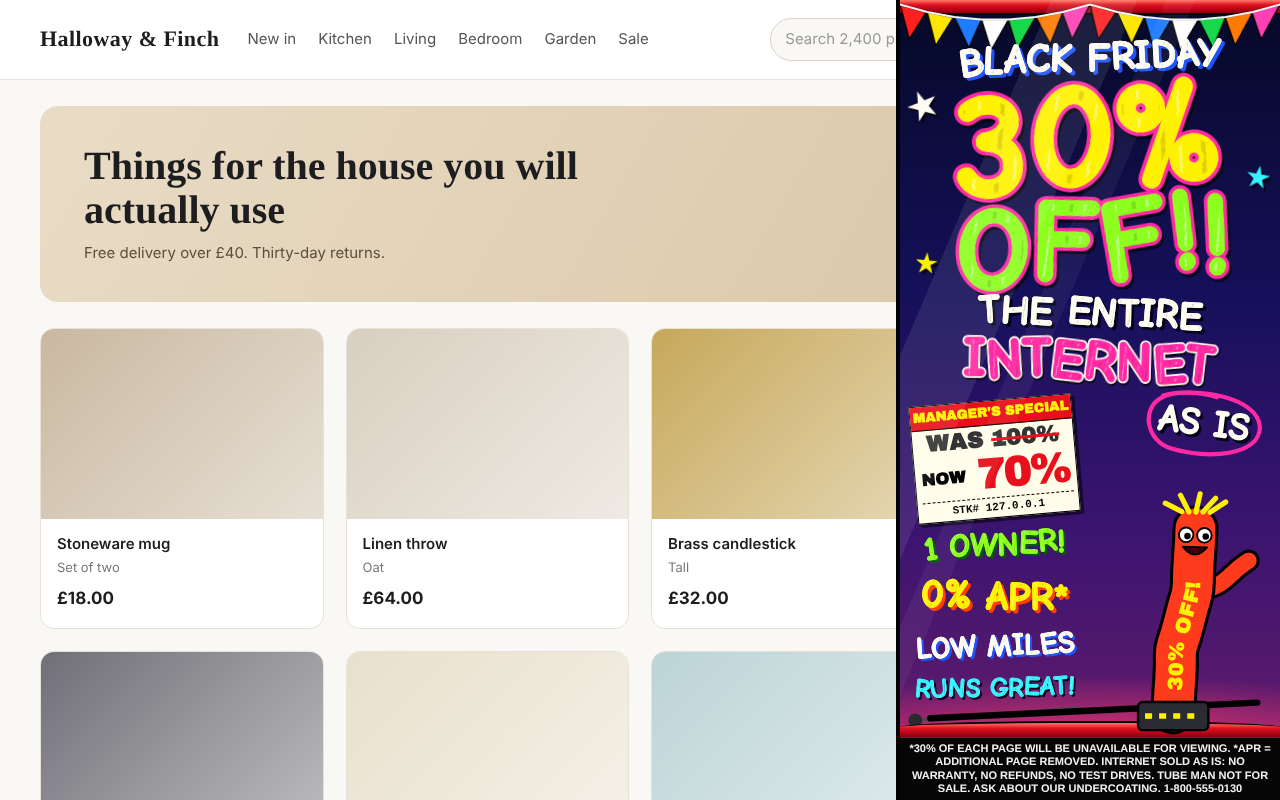 Halloway & Finch
New in
Kitchen
Living
Bedroom
Garden
Sale
Search 2,400 p
Things for the house you will
actually use
Free delivery over £40. Thirty-day returns.
Stoneware mug
Set of two
£18.00
Linen throw
Oat
£64.00
Brass candlestick
Tall
£32.00
BLACK FRIDAY
30%
OFF!!
THE ENTIRE
INTERNET
AS IS
MANAGER'S SPECIAL
WAS 100%
NOW 70%
STK# 127.0.0.1
1 OWNER!
0% APR*
LOW MILES
RUNS GREAT!
30% OFF!
*30% OF EACH PAGE WILL BE UNAVAILABLE FOR VIEWING. *APR =
ADDITIONAL PAGE REMOVED. INTERNET SOLD AS IS: NO
WARRANTY, NO REFUNDS, NO TEST DRIVES. TUBE MAN NOT FOR
SALE. ASK ABOUT OUR UNDERCOATING. 1-800-555-0130